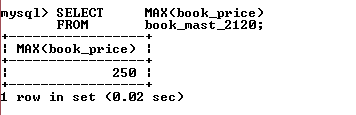 mysql> SELECT MAX(book_price)
FROM book_mast_2120;
+-----------------+
| MAX(book_price) |
+-----------------+
| 250 |
+-----------------+
1 row in set (0.02 sec)